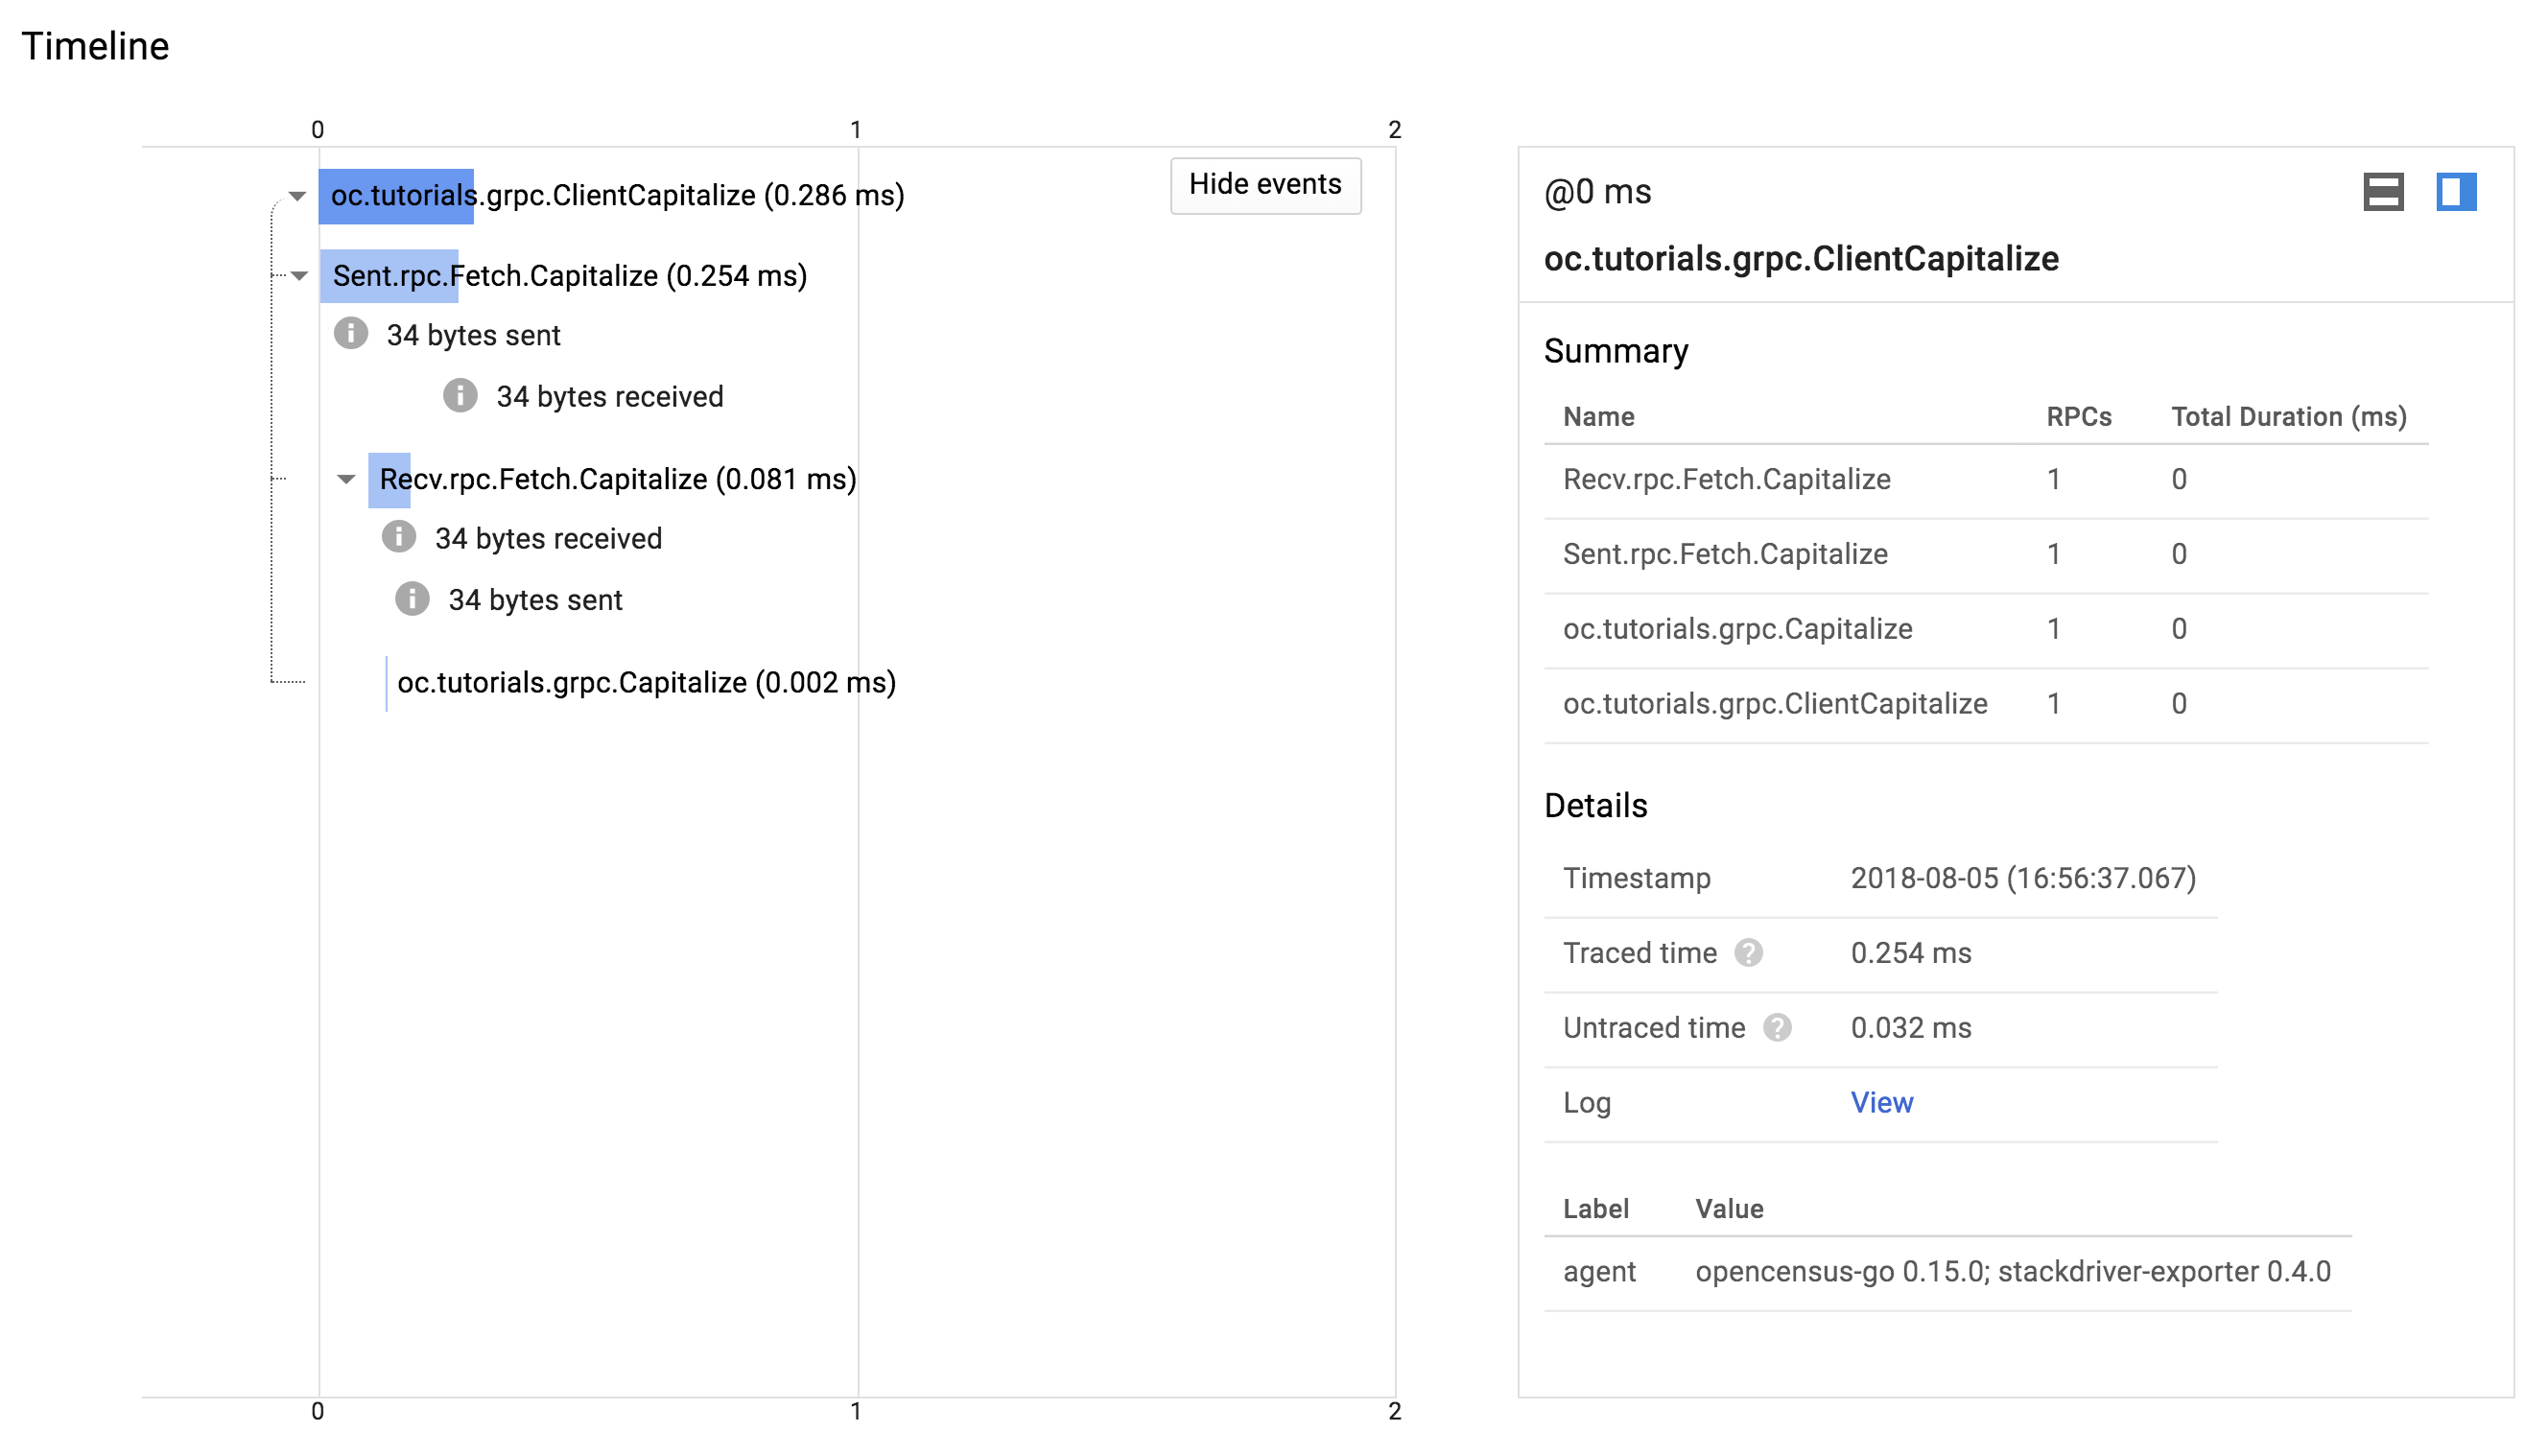 Timeline
0 1 2
oc.tutorials.grpc.ClientCapitalize (0.286 ms)
Hide events
Sent.rpc.Fetch.Capitalize (0.254 ms)
34 bytes sent
34 bytes received
Recv.rpc.Fetch.Capitalize (0.081 ms)
34 bytes received
34 bytes sent
oc.tutorials.grpc.Capitalize (0.002 ms)
0 1 2
@0 ms
oc.tutorials.grpc.ClientCapitalize
Summary
Name RPCs Total Duration (ms)
Recv.rpc.Fetch.Capitalize 1 0
Sent.rpc.Fetch.Capitalize 1 0
oc.tutorials.grpc.Capitalize 1 0
oc.tutorials.grpc.ClientCapitalize 1 0
Details
Timestamp 2018-08-05 (16:56:37.067)
Traced time ? 0.254 ms
Untraced time ? 0.032 ms
Log View
Label Value
agent opencensus-go 0.15.0; stackdriver-exporter 0.4.0